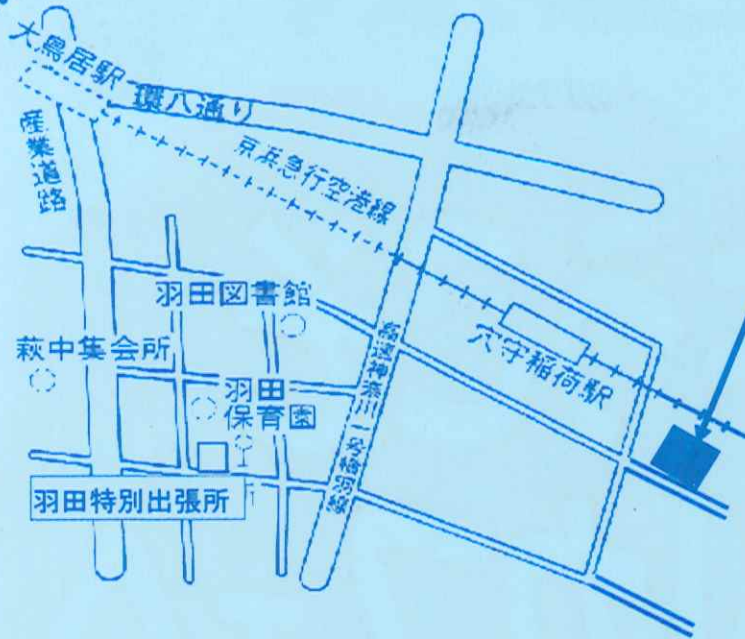 大鳥居駅
環八通り
産業道路
京浜急行空港線
羽田図書館
萩中集会所
穴守稲荷駅
高速神奈川一号横羽線
羽田
保育園
羽田特別出張所